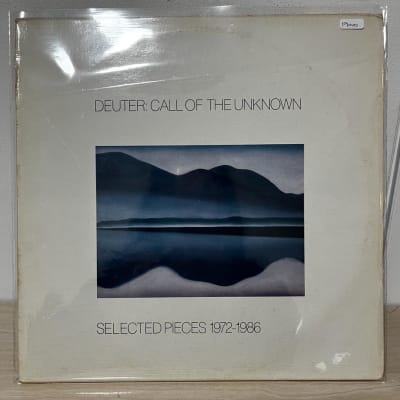 DEUTER: CALL OF THE UNKNOWN
SELECTED PIECES 1972-1986